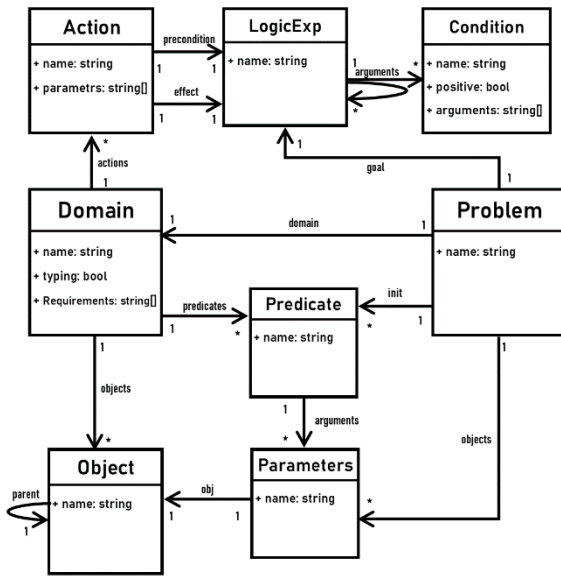 Action
+ name: string
+ parametrs: string[]
precondition
1
1
effect
1
1
LogicExp
+ name: string
1
arguments
*
*
Condition
+ name: string
+ positive: bool
+ arguments: string[]
*
actions
1
1
goal
1
Domain
+ name: string
+ typing: bool
+ Requirements: string[]
1
domain
1
Problem
+ name: string
predicates
1
*
Predicate
+ name: string
init
*
1
1
objects
*
1
arguments
*
1
objects
*
Object
+ name: string
parent
1
obj
1
1
Parameters
+ name: string